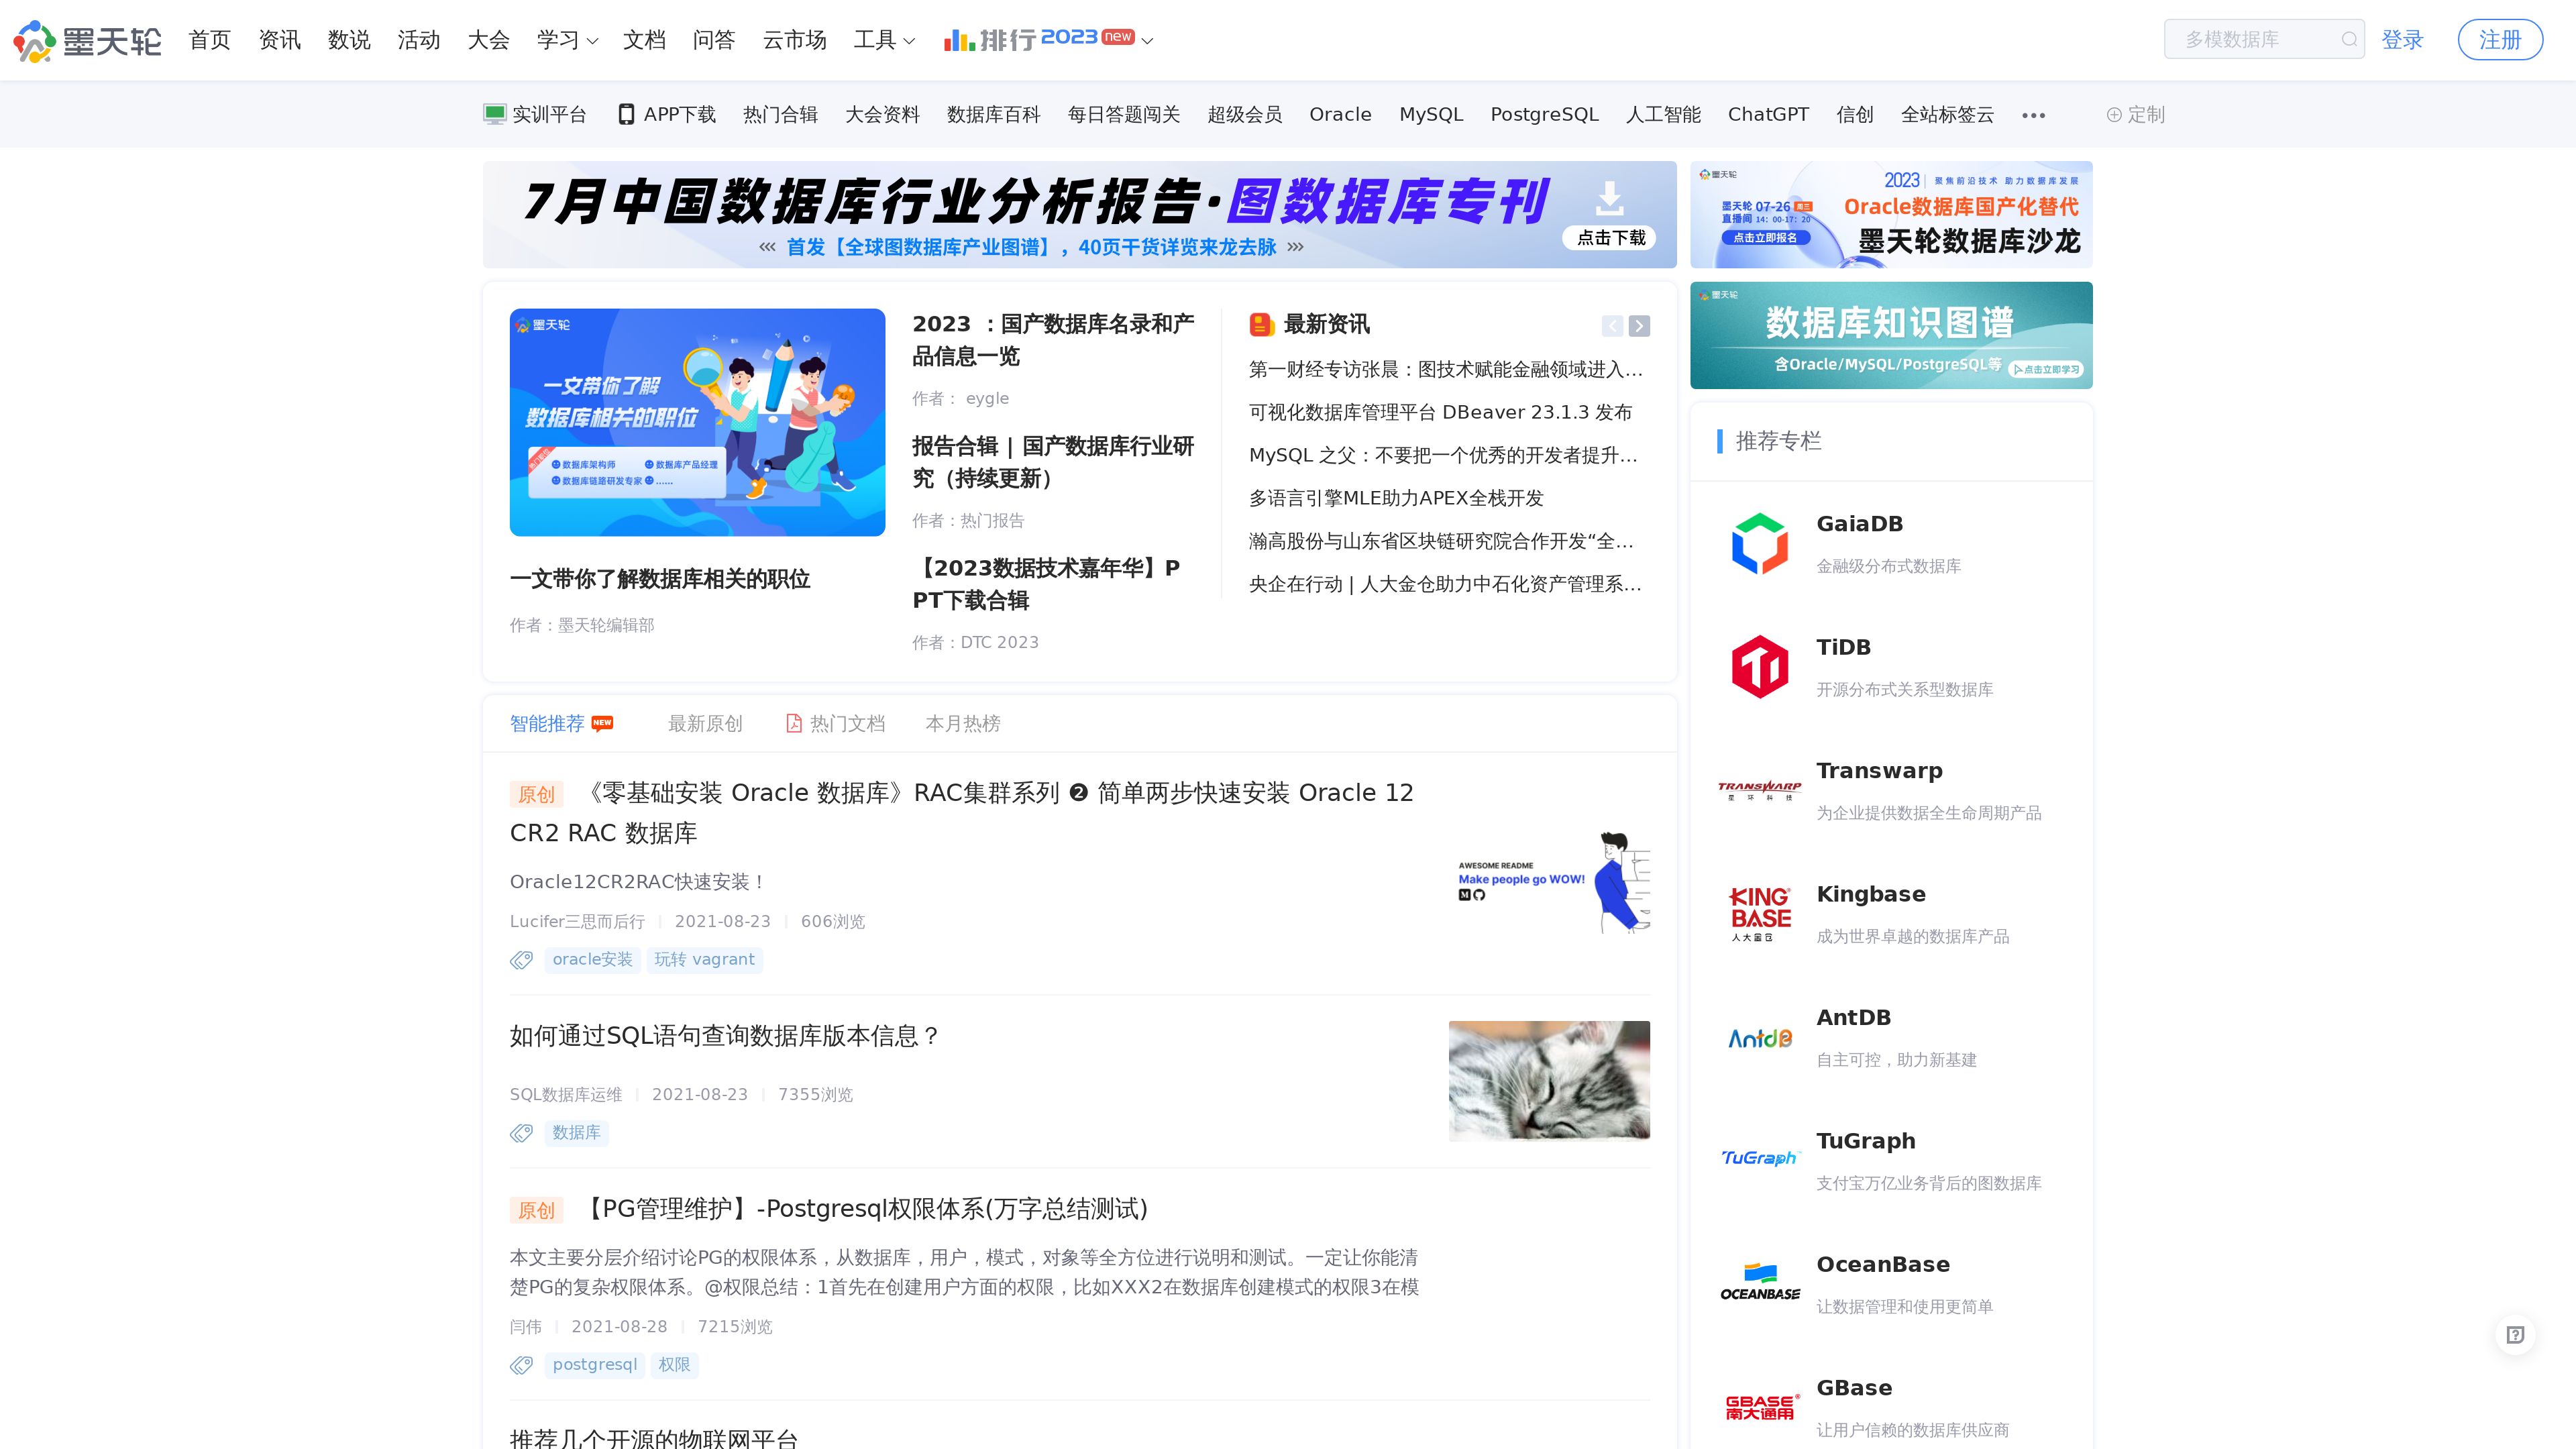 墨天轮
首页 资讯 数说 活动 大会 学习 文档 问答 云市场 工具 排行 2023 new
多模数据库
登录
注册
实训平台 APP下载 热门合辑 大会资料 数据库百科 每日答题闯关 超级会员 Oracle MySQL PostgreSQL 人工智能 ChatGPT 信创 全站标签云 •••
定制
7月中国数据库行业分析报告·图数据库专刊
首发【全球图数据库产业图谱】，40页干货详览来龙去脉
点击下载
墨天轮
2023 聚焦前沿技术 助力数据库发展
墨天轮 07-26 周三
直播间 14：00-17：20
点击立即报名
Oracle数据库国产化替代
墨天轮数据库沙龙
墨天轮
数据库知识图谱
含Oracle/MySQL/PostgreSQL等
点击立即学习
墨天轮
一文带你了解
数据库相关的职位
数据库架构师 数据库产品经理
数据库链路研发专家 ......
一文带你了解数据库相关的职位
作者：墨天轮编辑部
2023 ：国产数据库名录和产
品信息一览
作者： eygle
报告合辑 | 国产数据库行业研
究（持续更新）
作者：热门报告
【2023数据技术嘉年华】P
PT下载合辑
作者：DTC 2023
最新资讯
第一财经专访张晨：图技术赋能金融领域进入…
可视化数据库管理平台 DBeaver 23.1.3 发布
MySQL 之父：不要把一个优秀的开发者提升…
多语言引擎MLE助力APEX全栈开发
瀚高股份与山东省区块链研究院合作开发“全…
央企在行动 | 人大金仓助力中石化资产管理系…
智能推荐 NEW 最新原创 热门文档 本月热榜
原创 《零基础安装 Oracle 数据库》RAC集群系列 ❷ 简单两步快速安装 Oracle 12
CR2 RAC 数据库
Oracle12CR2RAC快速安装！
Lucifer三思而后行 2021-08-23 606浏览
oracle安装 玩转 vagrant
AWESOME README
Make people go WOW!
如何通过SQL语句查询数据库版本信息？
SQL数据库运维 2021-08-23 7355浏览
数据库
原创 【PG管理维护】-Postgresql权限体系(万字总结测试)
本文主要分层介绍讨论PG的权限体系，从数据库，用户，模式，对象等全方位进行说明和测试。一定让你能清
楚PG的复杂权限体系。@权限总结：1首先在创建用户方面的权限，比如XXX2在数据库创建模式的权限3在模
闫伟 2021-08-28 7215浏览
postgresql 权限
推荐几个开源的物联网平台
推荐专栏
GaiaDB
金融级分布式数据库
TiDB
开源分布式关系型数据库
TRANSWARP
星 环 科 技
Transwarp
为企业提供数据全生命周期产品
KING
BASE
人大金仓
Kingbase
成为世界卓越的数据库产品
AntDB
AntDB
自主可控，助力新基建
TuGraph
TuGraph
支付宝万亿业务背后的图数据库
OCEANBASE
OceanBase
让数据管理和使用更简单
GBASE
南大通用
GBase
让用户信赖的数据库供应商